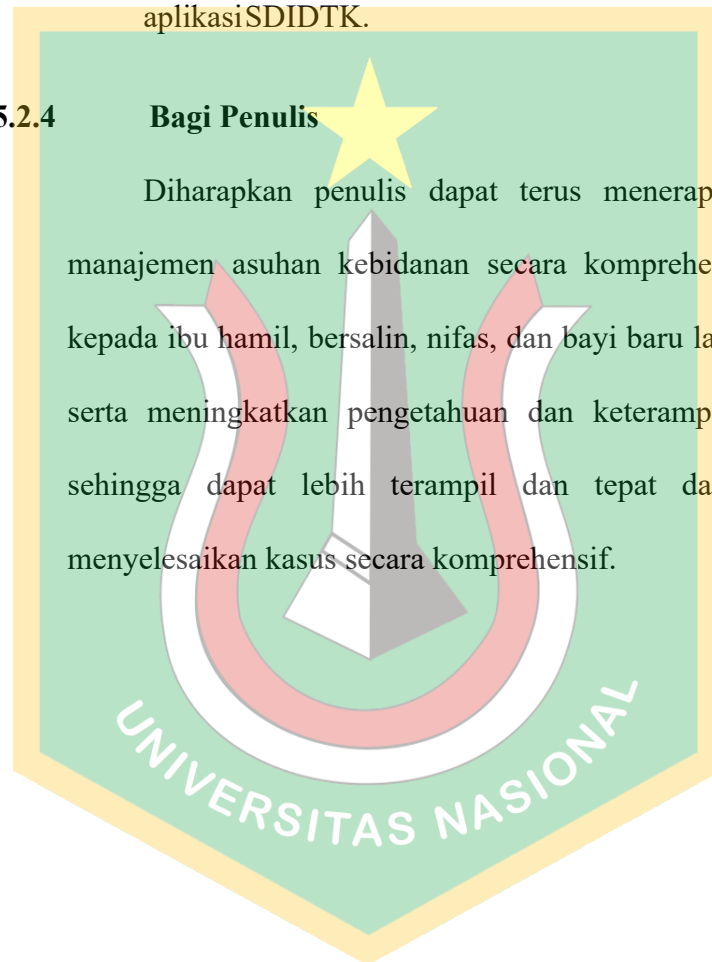 aplikasi SDIDTK.
5.2.4 Bagi Penulis
Diharapkan penulis dapat terus menerap
manajemen asuhan kebidanan secara komprehe
kepada ibu hamil, bersalin, nifas, dan bayi baru la
serta meningkatkan pengetahuan dan keteramp
sehingga dapat lebih terampil dan tepat da
menyelesaikan kasus secara komprehensif.
UNIVERSITAS NASIONAL